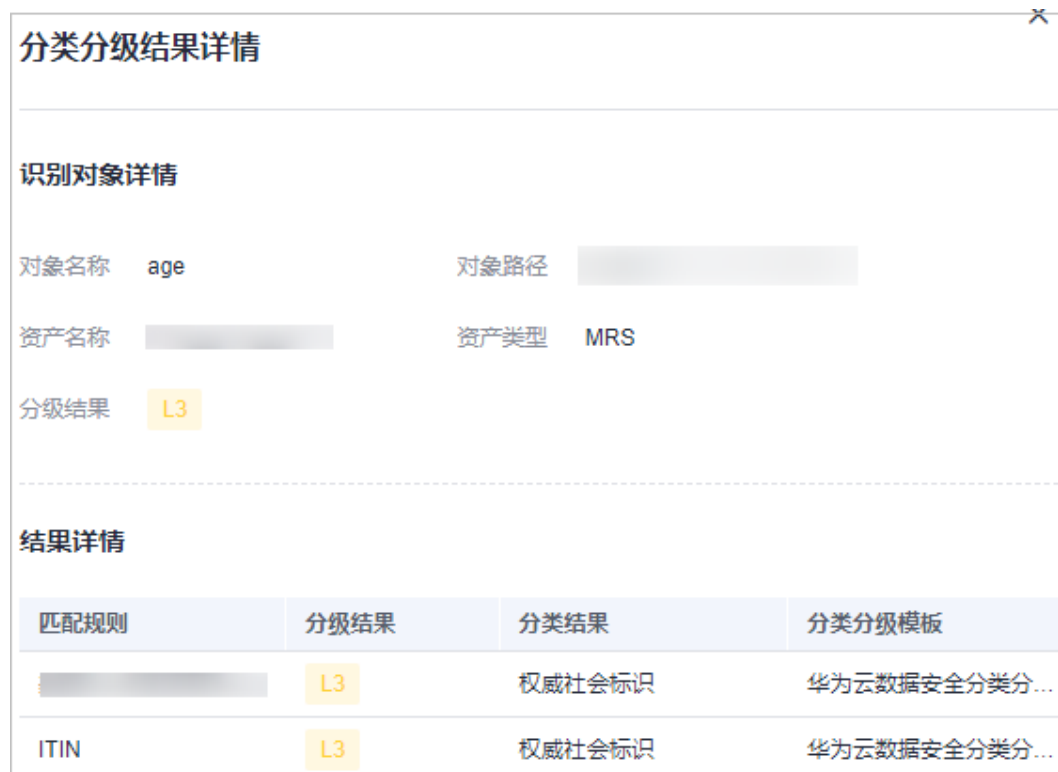 分类分级结果详情
识别对象详情
对象名称 age 对象路径
资产名称 资产类型 MRS
分级结果 L3
结果详情
匹配规则 分级结果 分类结果 分类分级模板
L3 权威社会标识 华为云数据安全分类分...
ITIN L3 权威社会标识 华为云数据安全分类分...